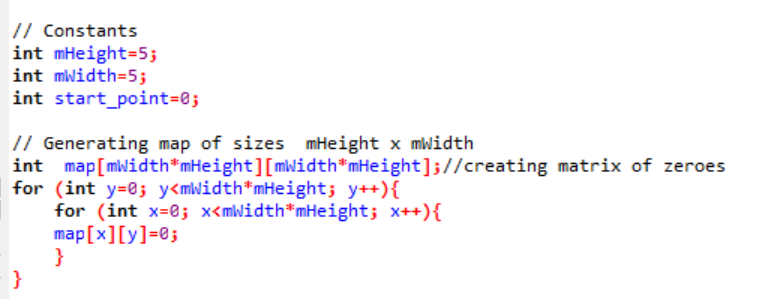 // Constants
int mHeight=5;
int mWidth=5;
int start_point=0;

// Generating map of sizes  mHeight x mWidth
int  map[mWidth*mHeight][mWidth*mHeight];//creating matrix of zeroes
for (int y=0; y<mWidth*mHeight; y++){
    for (int x=0; x<mWidth*mHeight; x++){
    map[x][y]=0;
    }
}